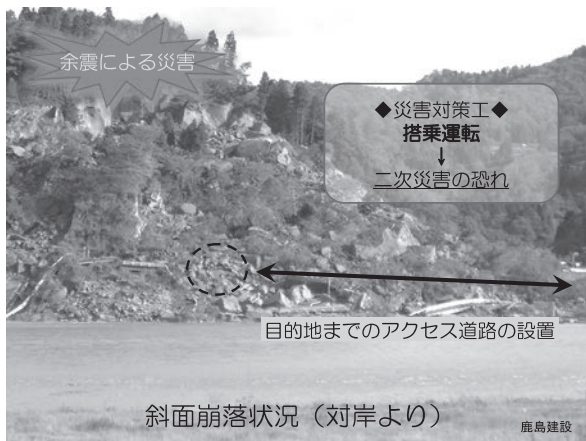 余震による災害
◆災害対策工◆
搭乗運転
↓
二次災害の恐れ
目的地までのアクセス道路の設置
斜面崩落状況（対岸より）
鹿島建設